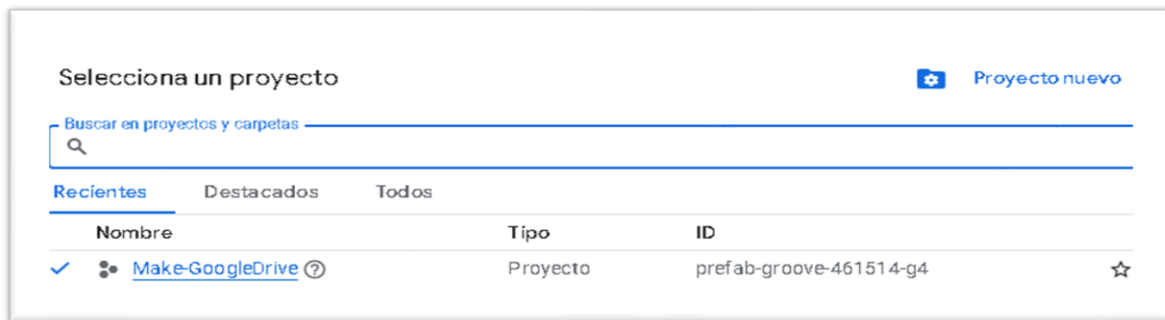 Selecciona un proyecto
Proyecto nuevo
Buscar en proyectos y carpetas
Recientes Destacados Todos
Nombre Tipo ID
Make-GoogleDrive Proyecto prefab-groove-461514-g4